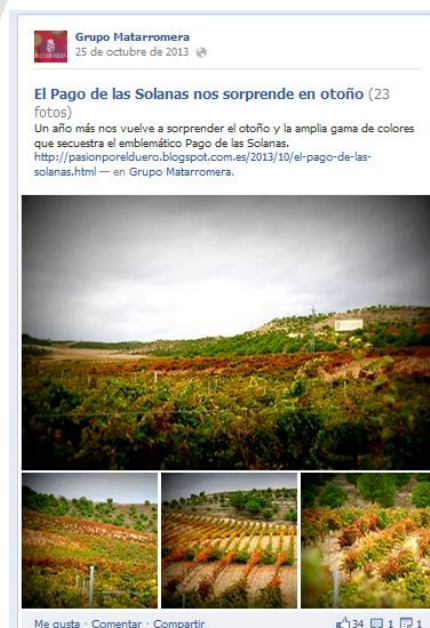 Grupo Matarromera
25 de octubre de 2013
El Pago de las Solanas nos sorprende en otoño (23
fotos)
Un año más nos vuelve a sorprender el otoño y la amplia gama de colores
que secuestra el emblemático Pago de las Solanas.
http://pasionporelduero.blogspot.com.es/2013/10/el-pago-de-las-
solanas.html — en Grupo Matarromera.
Me gusta · Comentar · Compartir 34 1 1